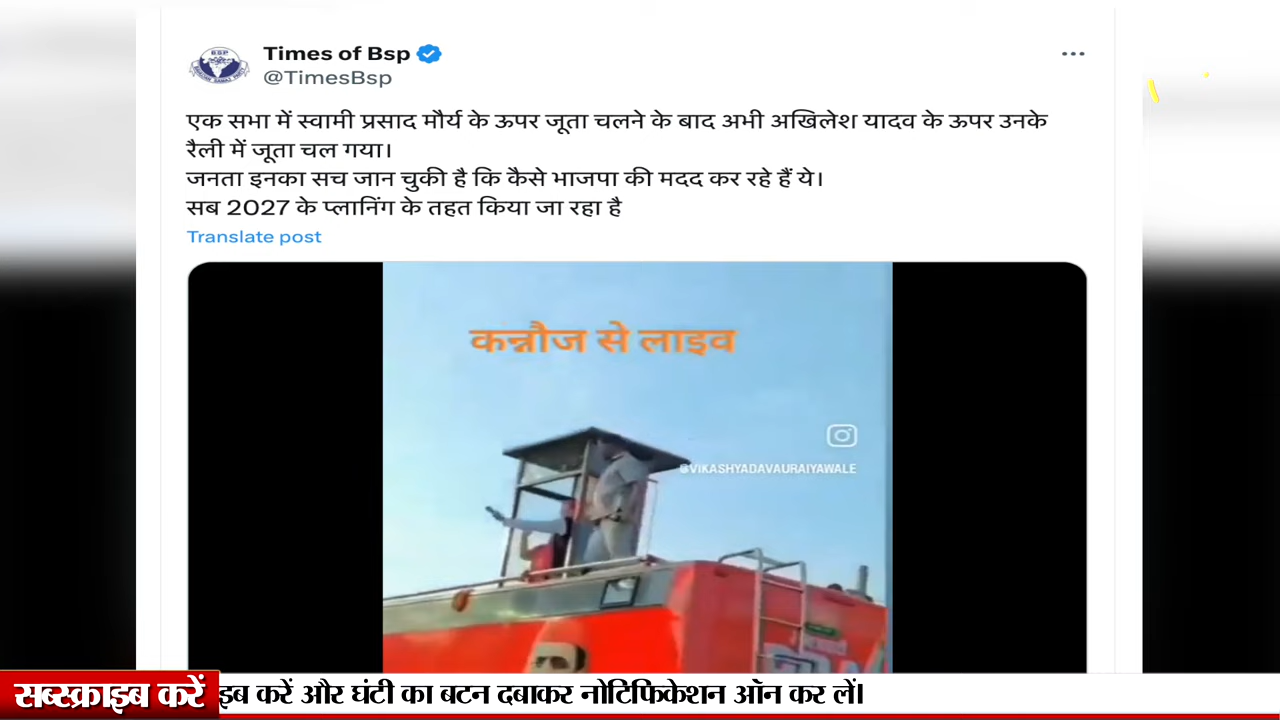 Times of Bsp
@TimesBsp
एक सभा में स्वामी प्रसाद मौर्य के ऊपर जूता चलने के बाद अभी अखिलेश यादव के ऊपर उनके
रैली में जूता चल गया।
जनता इनका सच जान चुकी है कि कैसे भाजपा की मदद कर रहे हैं ये।
सब 2027 के प्लानिंग के तहत किया जा रहा है
Translate post
कन्नौज से लाइव
@VIKASHYADAVAURAIYAWALE
सब्स्क्राइब करें
इब करें और घंटी का बटन दबाकर नोटिफिकेशन ऑन कर लें।